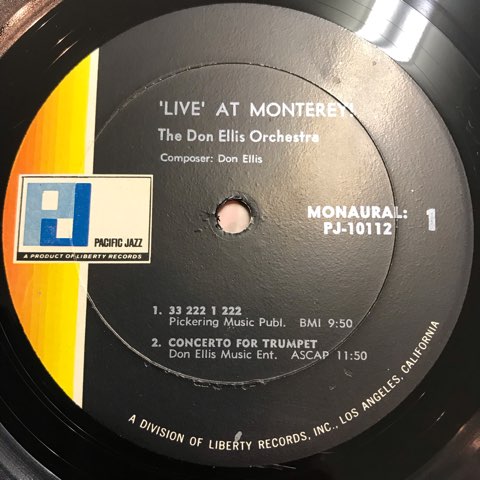 'LIVE' AT MONTEREY!
The Don Ellis Orchestra
Composer: Don Ellis
PJ
PACIFIC JAZZ
A PRODUCT OF LIBERTY RECORDS
MONAURAL: 1
PJ-10112
1. 33 222 1 222
Pickering Music Publ. BMI 9:50
2. CONCERTO FOR TRUMPET
Don Ellis Music Ent. ASCAP 11:50
A DIVISION OF LIBERTY RECORDS, INC., LOS ANGELES, CALIFORNIA